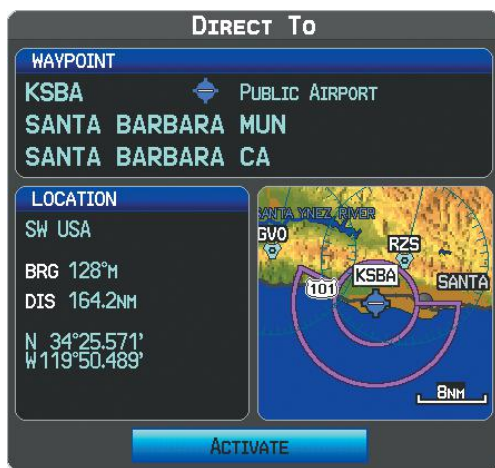 DIRECT TO
WAYPOINT
KSBA PUBLIC AIRPORT
SANTA BARBARA MUN
SANTA BARBARA CA
LOCATION
SW USA
BRG 128°M
DIS 164.2NM
N 34°25.571'
W119°50.489'
SANTA YNEZ RIVER
GVO
RZS
KSBA
101
SANTA
8NM
ACTIVATE